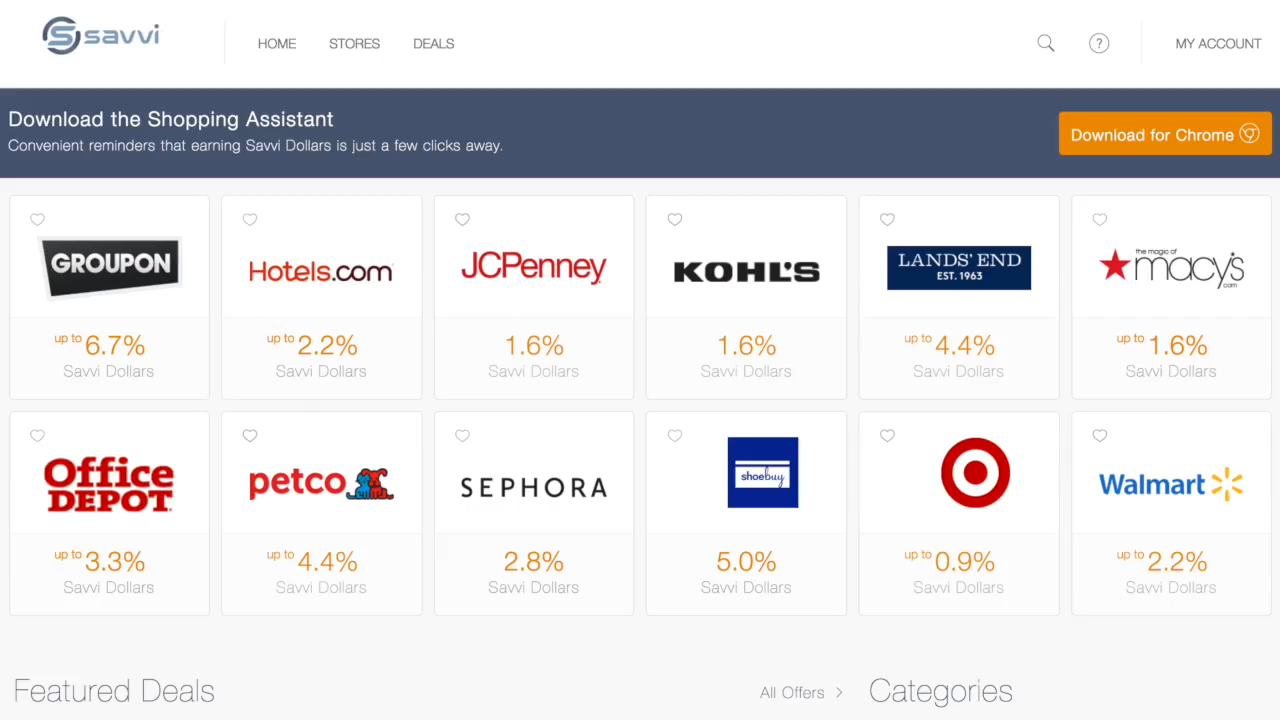 savvi
HOME STORES DEALS
? MY ACCOUNT
Download the Shopping Assistant
Convenient reminders that earning Savvi Dollars is just a few clicks away.
Download for Chrome
GROUPON
up to 6.7%
Savvi Dollars
Hotels.com
up to 2.2%
Savvi Dollars
JCPenney
1.6%
Savvi Dollars
KOHL'S
1.6%
Savvi Dollars
LANDS' END
EST. 1963
up to 4.4%
Savvi Dollars
the magic of
macy's
.com
up to 1.6%
Savvi Dollars
Office
DEPOT
up to 3.3%
Savvi Dollars
petco
up to 4.4%
Savvi Dollars
SEPHORA
2.8%
Savvi Dollars
shoebuy
5.0%
Savvi Dollars
up to 0.9%
Savvi Dollars
Walmart
up to 2.2%
Savvi Dollars
Featured Deals
All Offers >
Categories